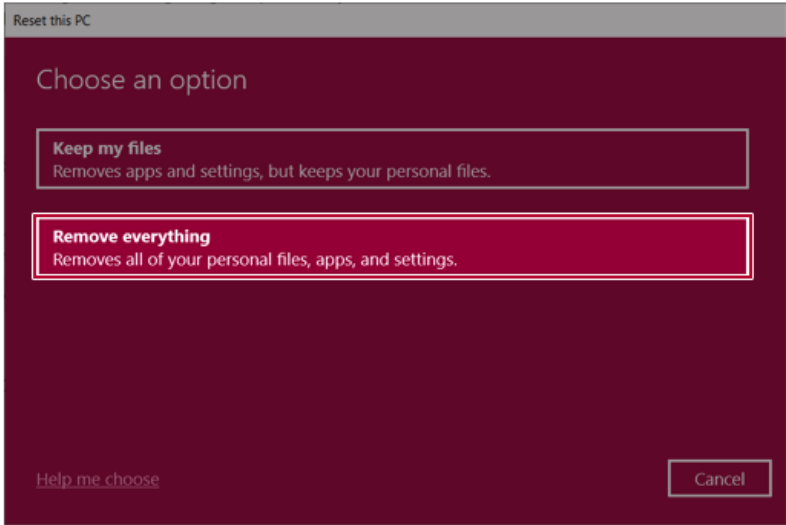 Reset this PC
Choose an option
Keep my files
Removes apps and settings, but keeps your personal files.
Remove everything
Removes all of your personal files, apps, and settings.
Help me choose
Cancel